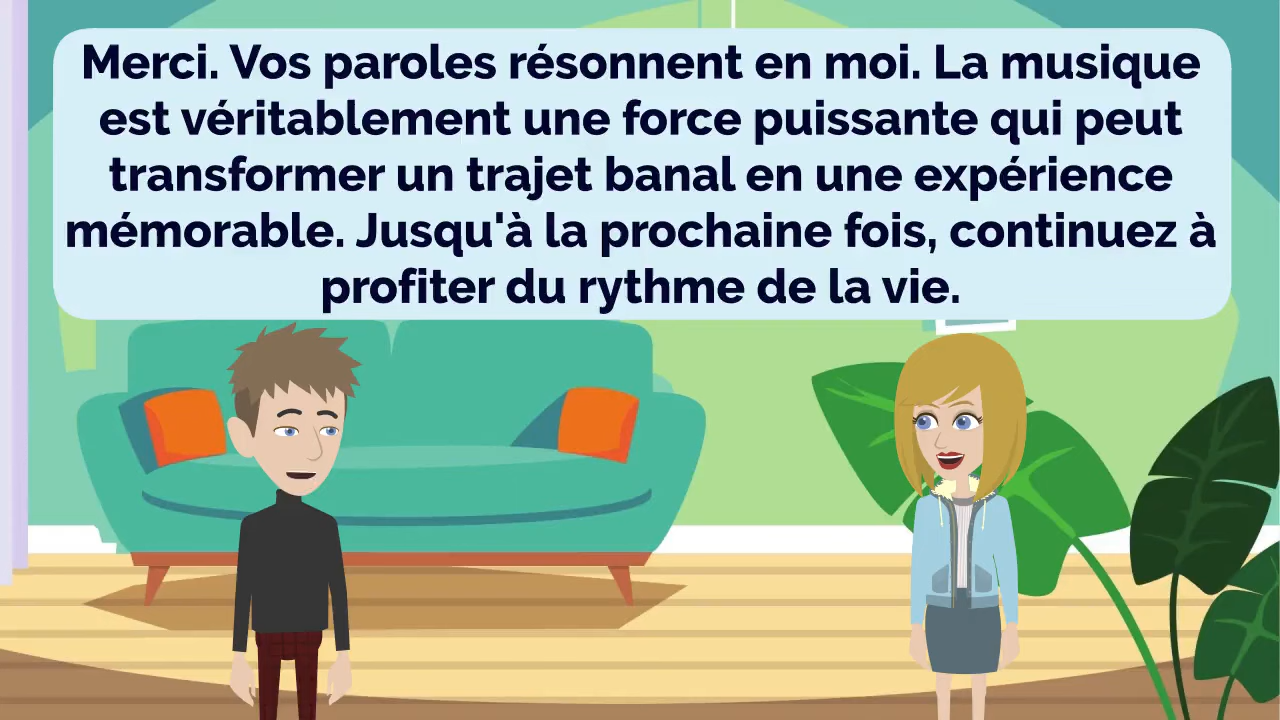 Merci. Vos paroles résonnent en moi. La musique
est véritablement une force puissante qui peut
transformer un trajet banal en une expérience
mémorable. Jusqu'à la prochaine fois, continuez à
profiter du rythme de la vie.